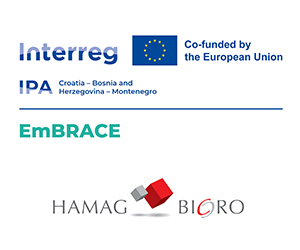 Interreg
Co-funded by
the European Union
IPA
Croatia – Bosnia and
Herzegovina – Montenegro
EmBRACE
HAMAG BICRO